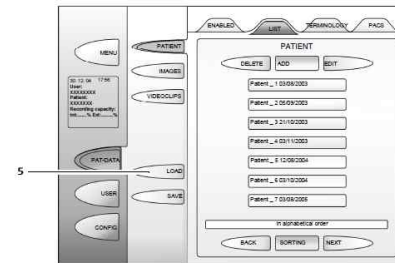 ENABLED LIST TERMINOLOGY PACS
MENU
30. 12. 04 17:56
User:
XXXXXXXX
Patient:
XXXXXXX
Recording capacity:
Int:...... % Ext:...... %
PAT-DATA
USER
CONFIG
PATIENT
IMAGES
VIDEOCLIPS
5
LOAD
SAVE
PATIENT
DELETE ADD EDIT
Patient _ 1 03/08/2003
Patient _ 2 05/09/2003
Patient _ 3 21/10/2003
Patient _ 4 03/11/2003
Patient _ 5 12/08/2004
Patient _ 6 03/10/2004
Patient _ 7 03/09/2005
In alphabetical order
BACK SORTING NEXT